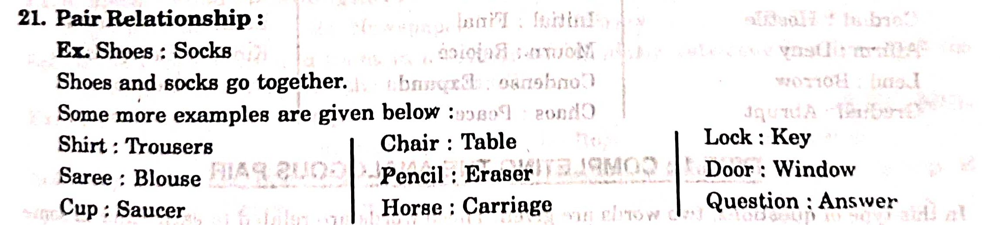 21. Pair Relationship :
Ex. Shoes : Socks
Shoes and socks go together.
Some more examples are given below :
Shirt : Trousers
Saree : Blouse
Cup : Saucer
Chair : Table
Pencil : Eraser
Horse : Carriage
Lock : Key
Door : Window
Question : Answer